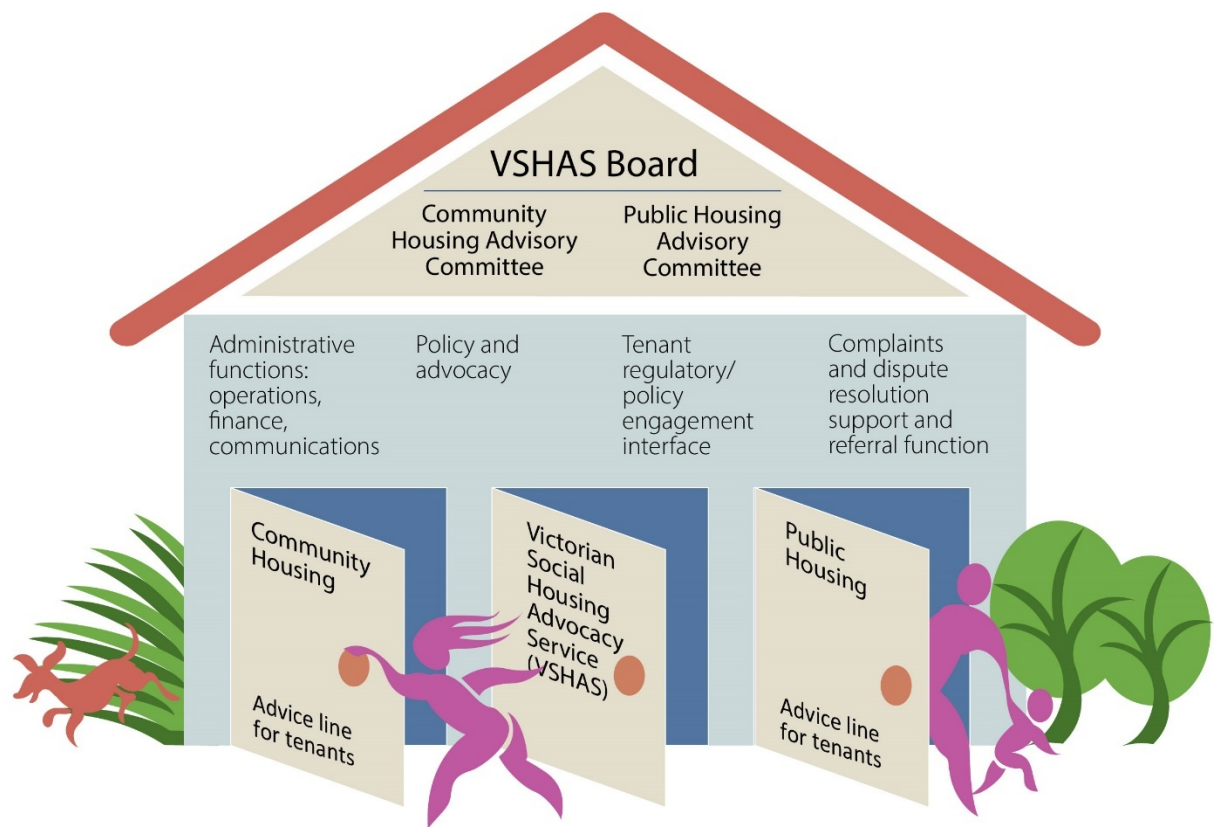 VSHAS Board
Community
Housing Advisory
Committee
Public Housing
Advisory
Committee
Administrative
functions:
operations,
finance,
communications
Policy and
advocacy
Tenant
regulatory/
policy
engagement
interface
Complaints
and dispute
resolution
support and
referral function
Community
Housing
Advice line
for tenants
Victorian
Social
Housing
Advocacy
Service
(VSHAS)
Public
Housing
Advice line
for tenants